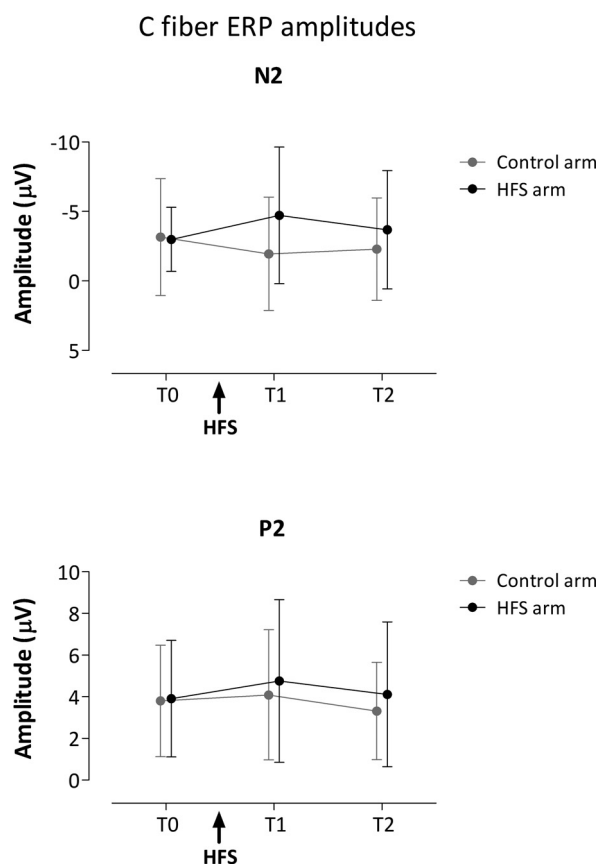 C fiber ERP amplitudes
N2
Amplitude (μV)
-10
-5
0
5
Control arm
HFS arm
T0
T1
T2
HFS
P2
Amplitude (μV)
10
8
6
4
2
0
Control arm
HFS arm
T0
T1
T2
HFS